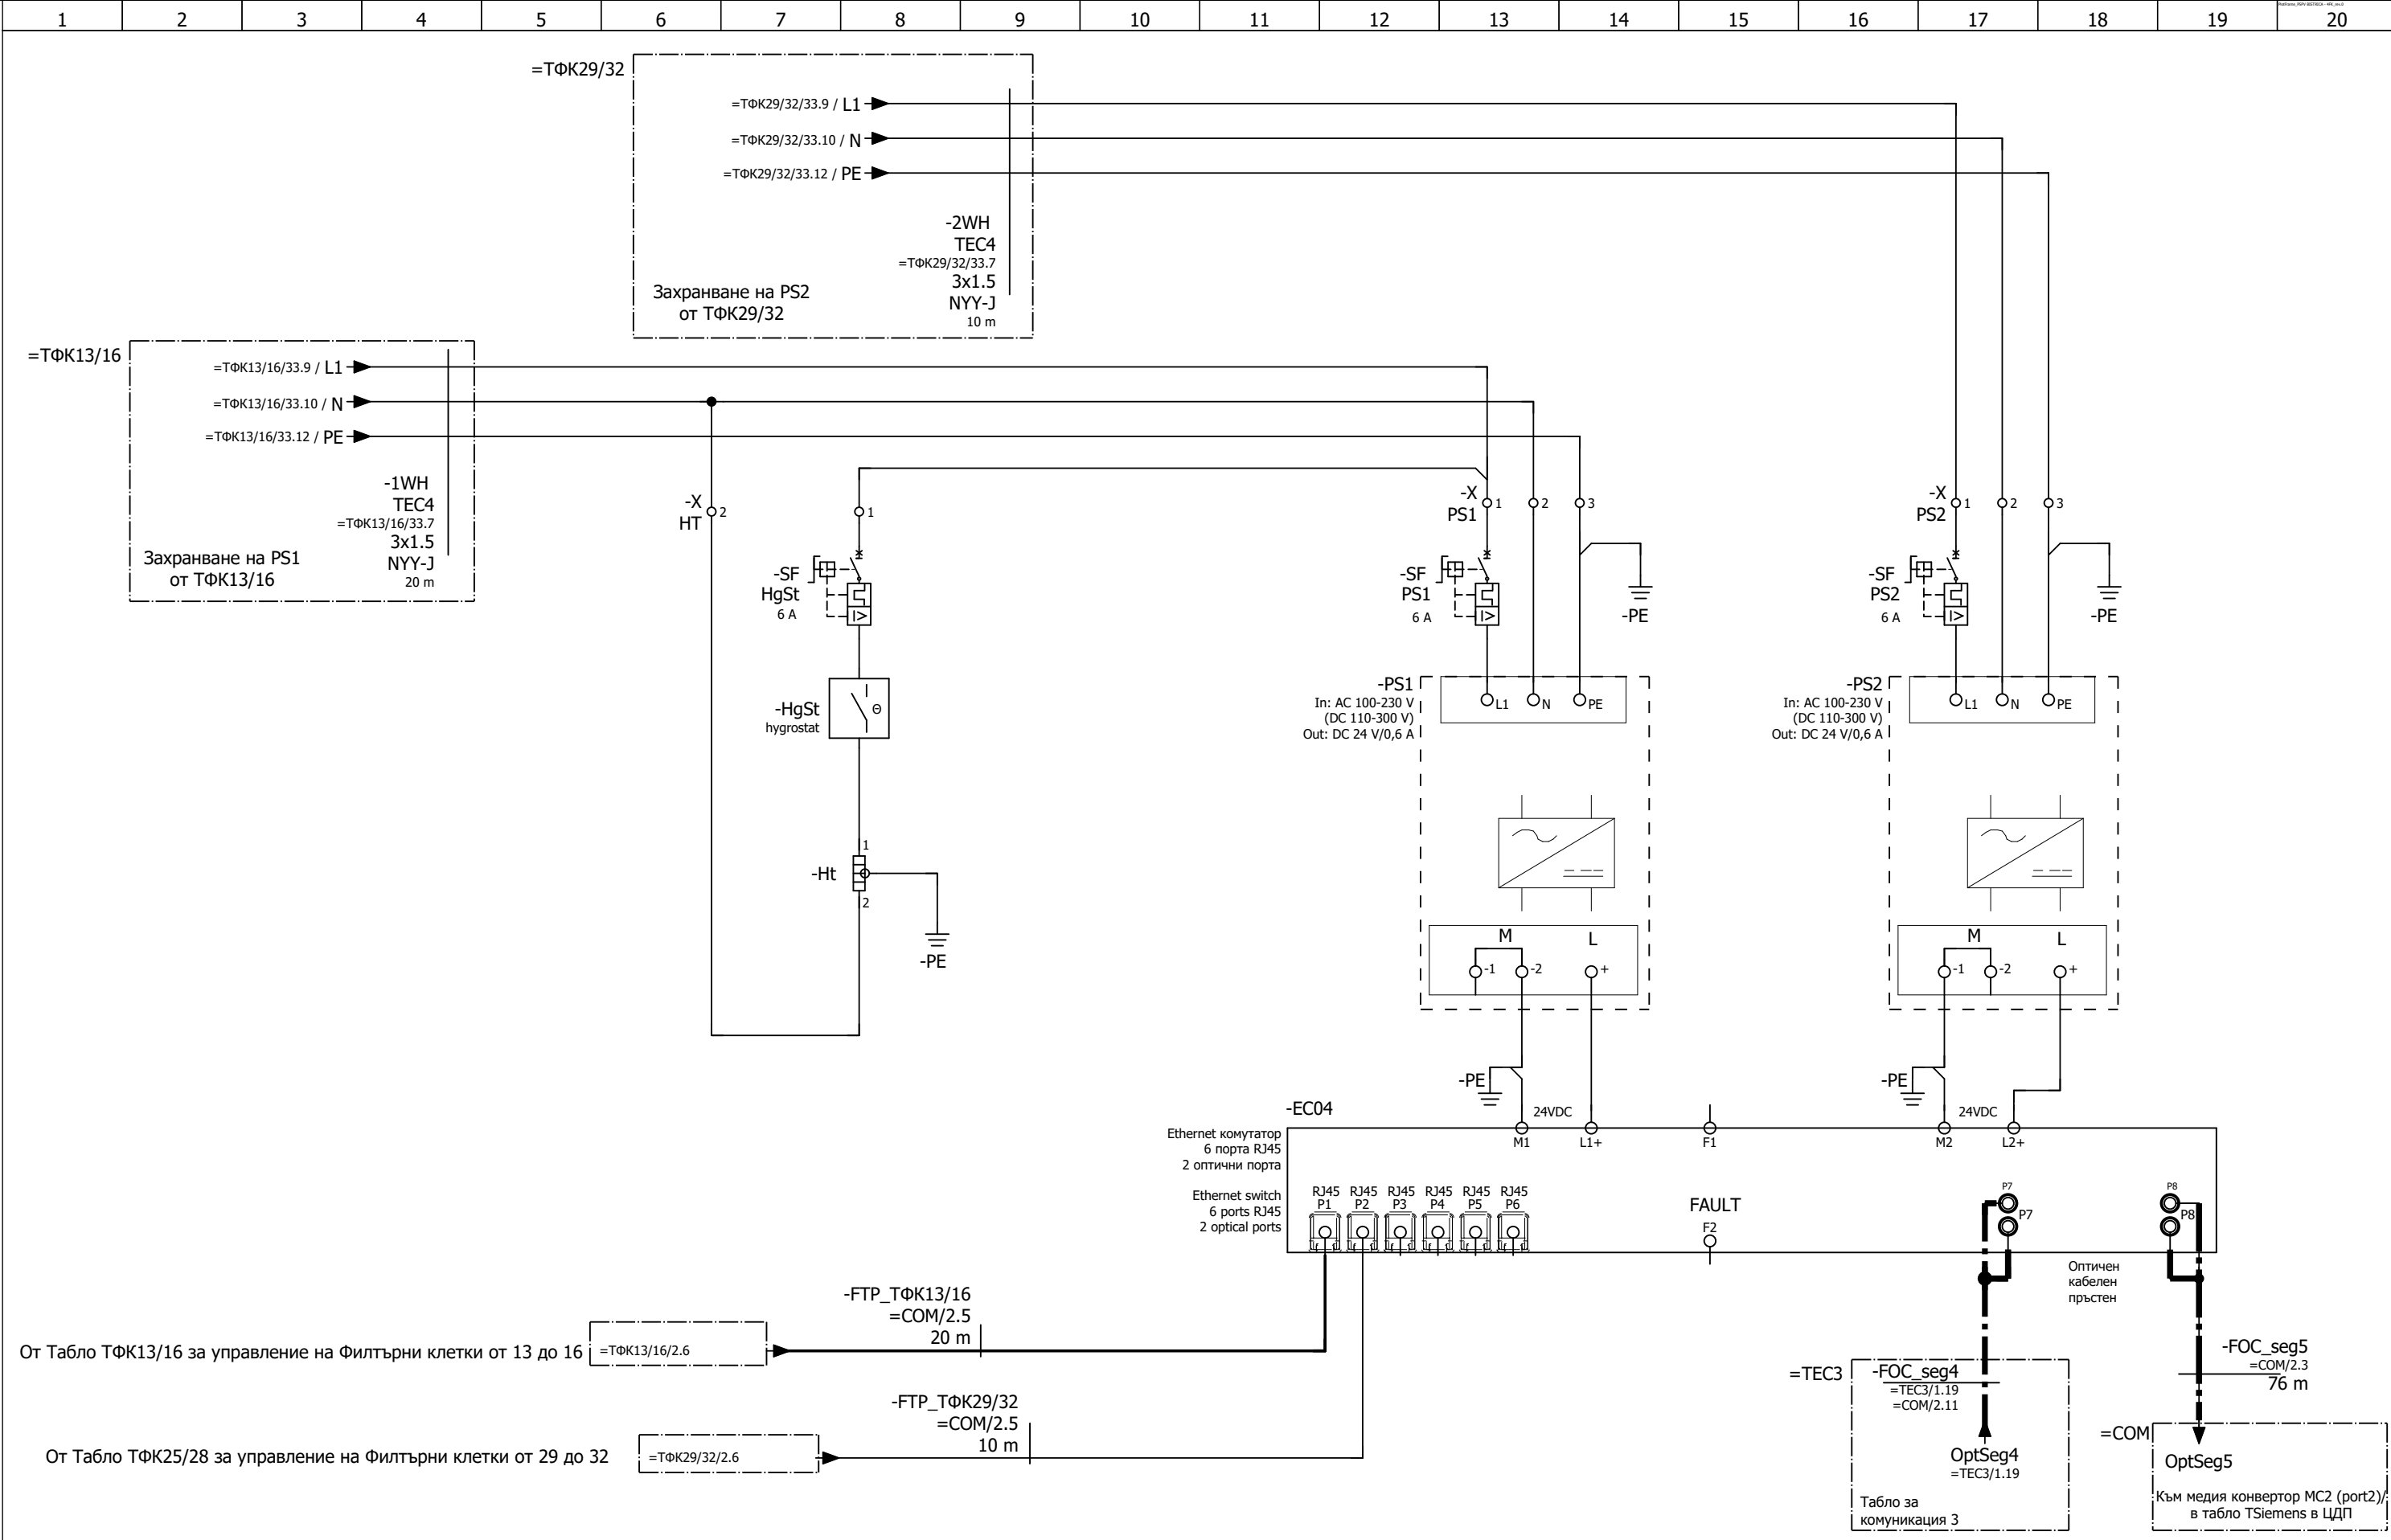 1 2 3 4 5 6 7 8 9 10 11 12 13 14 15 16 17 18 19 20
=ТФК29/32
=ТФК29/32/33.9 / L1
=ТФК29/32/33.10 / N
=ТФК29/32/33.12 / PE
-2WH
TEC4
=ТФК29/32/33.7
3x1.5
NYY-J
10 m
Захранване на PS2
от ТФК29/32
=ТФК13/16
=ТФК13/16/33.9 / L1
=ТФК13/16/33.10 / N
=ТФК13/16/33.12 / PE
-1WH
TEC4
=ТФК13/16/33.7
3x1.5
NYY-J
20 m
Захранване на PS1
от ТФК13/16
-X
HT
2
1
-SF
HgSt
6 A
I>
-HgSt
hygrostat
Θ
-Ht
1
2
-PE
-X
PS1
1
2
3
-SF
PS1
6 A
I>
-PE
-PS1
In: AC 100-230 V
(DC 110-300 V)
Out: DC 24 V/0,6 A
L1
N
PE
M
L
-1
-2
+
-PE
-X
PS2
1
2
3
-SF
PS2
6 A
I>
-PE
-PS2
In: AC 100-230 V
(DC 110-300 V)
Out: DC 24 V/0,6 A
L1
N
PE
M
L
-1
-2
+
-PE
-EC04
Ethernet комутатор
6 порта RJ45
2 оптични порта
Ethernet switch
6 ports RJ45
2 optical ports
24VDC
M1
L1+
F1
24VDC
M2
L2+
RJ45 RJ45 RJ45 RJ45 RJ45 RJ45
P1 P2 P3 P4 P5 P6
FAULT
F2
P7
P7
P8
P8
Оптичен
кабелен
пръстен
-FTP_ТФК13/16
=COM/2.5
20 m
От Табло ТФК13/16 за управление на Филтърни клетки от 13 до 16
=ТФК13/16/2.6
-FTP_ТФК29/32
=COM/2.5
10 m
От Табло ТФК25/28 за управление на Филтърни клетки от 29 до 32
=ТФК29/32/2.6
=TEC3
-FOC_seg4
=TEC3/1.19
=COM/2.11
OptSeg4
=TEC3/1.19
Табло за
комуникация 3
-FOC_seg5
=COM/2.3
76 m
=COM
OptSeg5
Към медия конвертор MC2 (port2)/
в табло TSiemens в ЦДП